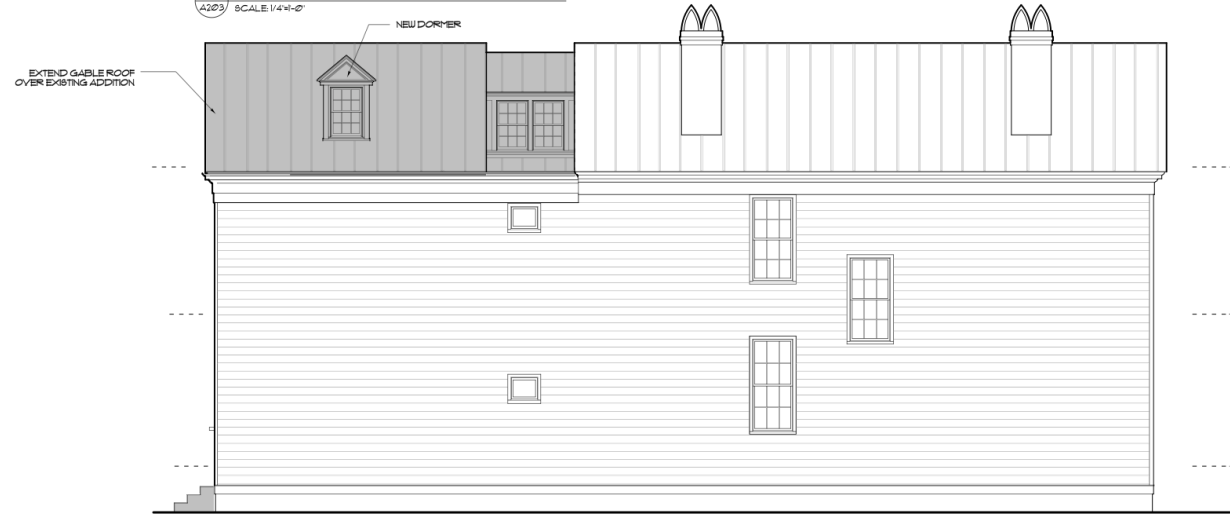 A203 SCALE: 1/4"=1'-0"
NEW DORMER
EXTEND GABLE ROOF
OVER EXISTING ADDITION